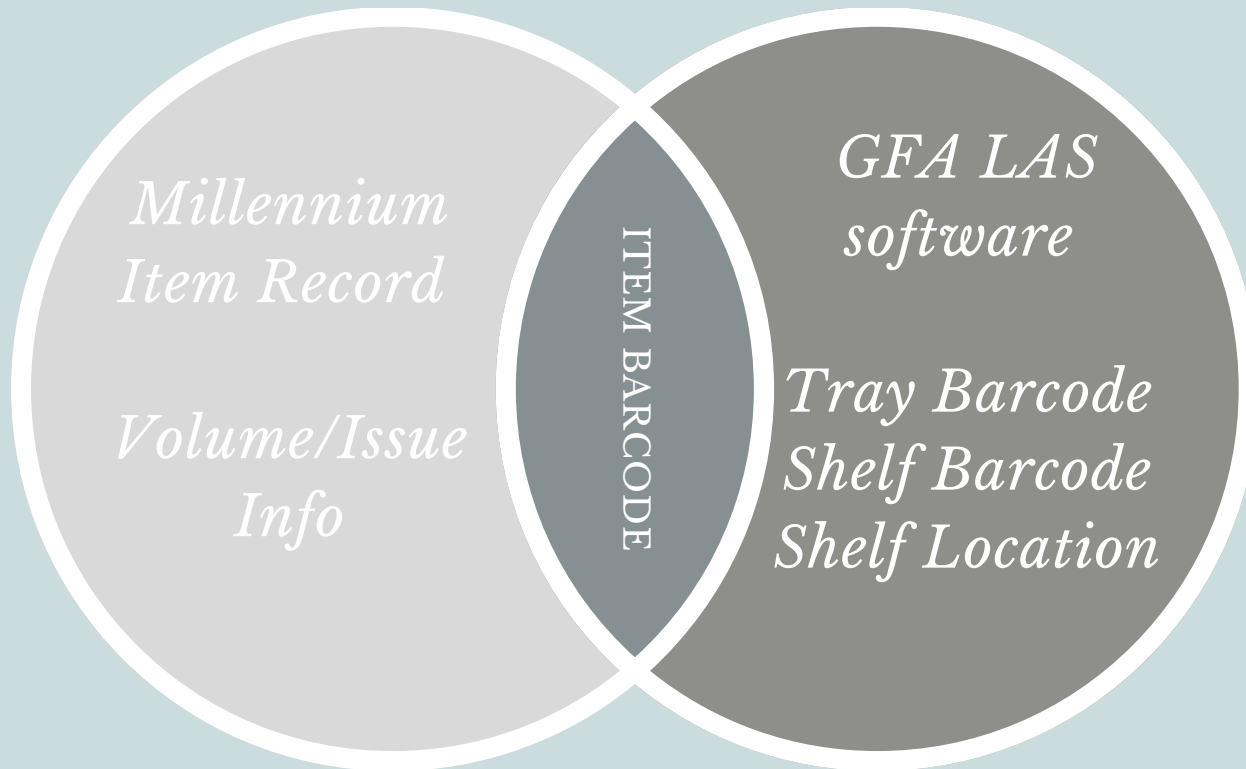 Millennium
Item Record
Volume/Issue
Info
ITEM BARCODE
GFA LAS
software
Tray Barcode
Shelf Barcode
Shelf Location